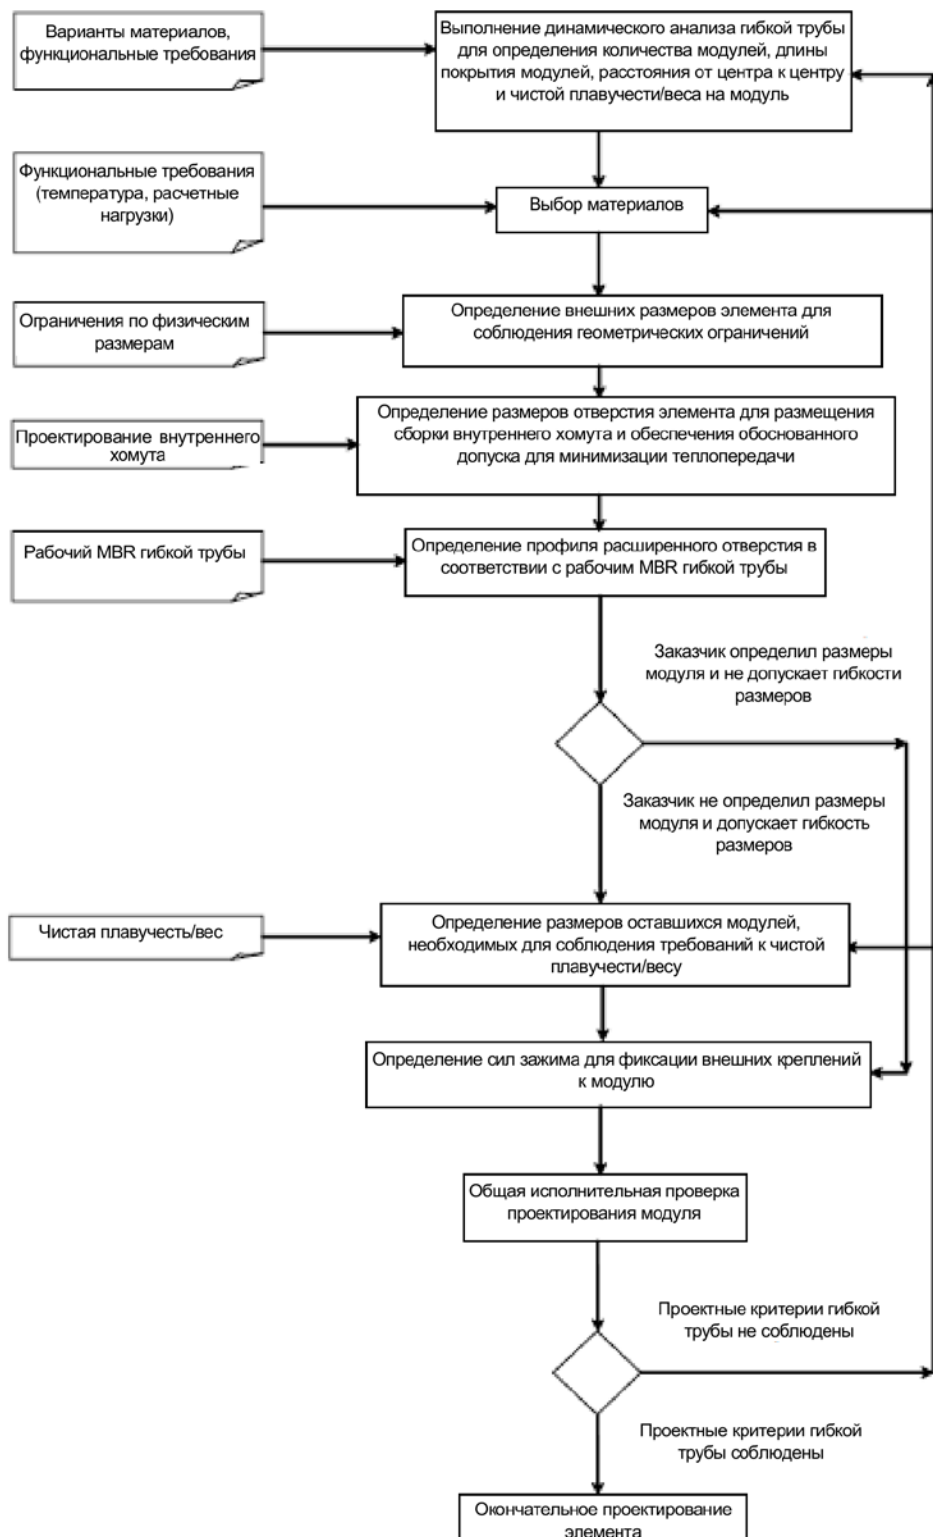 Варианты материалов,
функциональные требования
Выполнение динамического анализа гибкой трубы
для определения количества модулей, длины
покрытия модулей, расстояния от центра к центру
и чистой плавучести/веса на модуль
Функциональные требования
(температура, расчетные
нагрузки)
Выбор материалов
Ограничения по физическим
размерам
Определение внешних размеров элемента для
соблюдения геометрических ограничений
Проектирование внутреннего
хомута
Определение размеров отверстия элемента для размещения
сборки внутреннего хомута и обеспечения обоснованного
допуска для минимизации теплопередачи
Рабочий MBR гибкой трубы
Определение профиля расширенного отверстия в
соответствии с рабочим MBR гибкой трубы
Заказчик определил размеры
модуля и не допускает гибкости
размеров
Заказчик не определил размеры
модуля и допускает гибкость
размеров
Чистая плавучесть/вес
Определение размеров оставшихся модулей,
необходимых для соблюдения требований к чистой
плавучести/весу
Определение сил зажима для фиксации внешних креплений
к модулю
Общая исполнительная проверка
проектирования модуля
Проектные критерии гибкой
трубы не соблюдены
Проектные критерии гибкой
трубы соблюдены
Окончательное проектирование
элемента